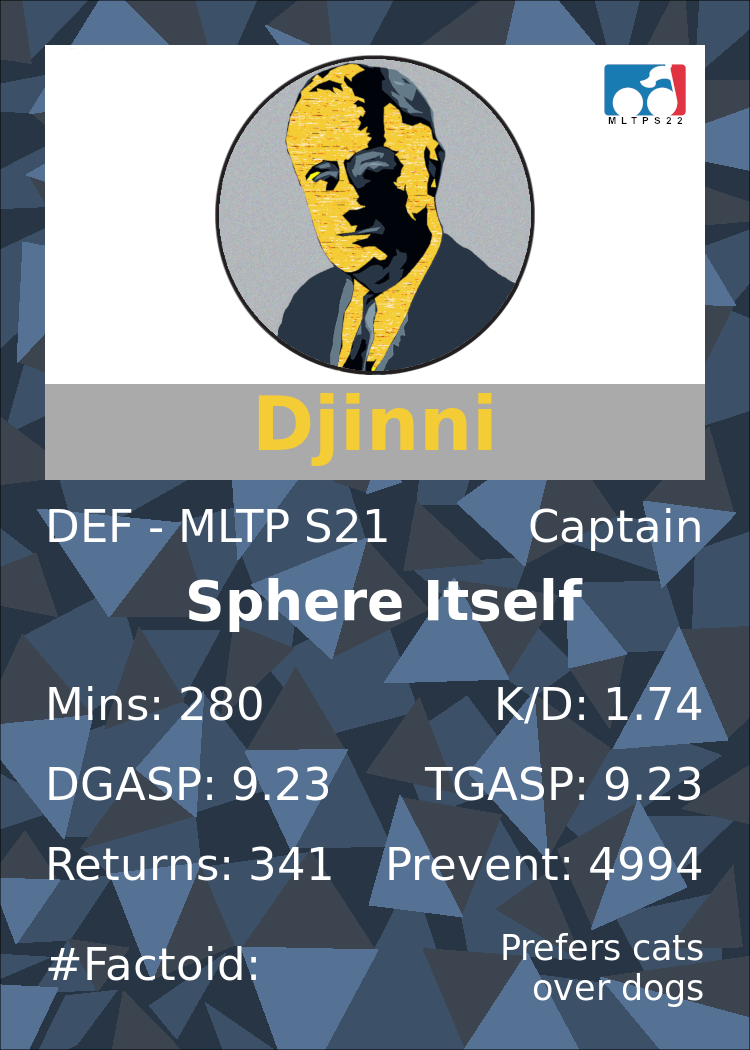 MLTPS22
Djinni
DEF - MLTP S21 Captain
Sphere Itself
Mins: 280 K/D: 1.74
DGASP: 9.23 TGASP: 9.23
Returns: 341 Prevent: 4994
#Factoid: Prefers cats
over dogs